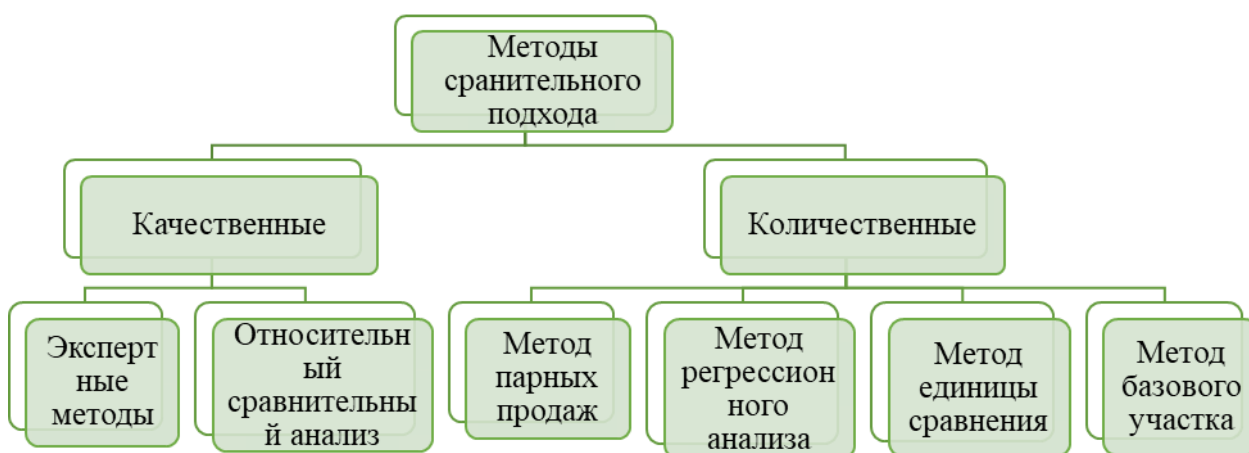 Методы
сранительного
подхода
Качественные
Количественные
Эксперт
ные
методы
Относительн
ый
сравнительны
й анализ
Метод
парных
продаж
Метод
регрессион
ного
анализа
Метод
единицы
сравнения
Метод
базового
участка